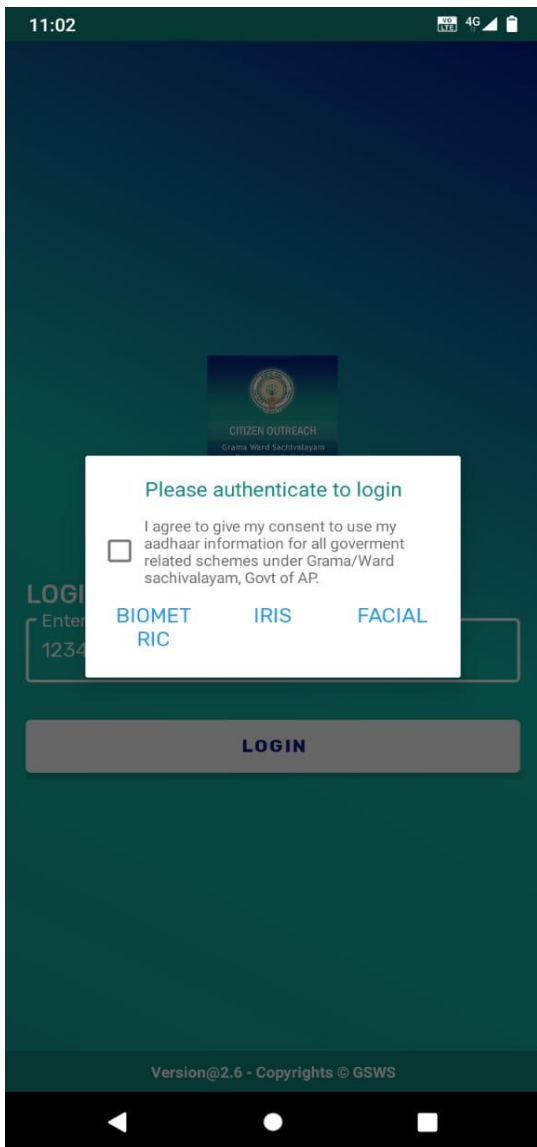 11:02
VO
LTE
4G
CITIZEN OUTREACH
Grama Ward Sachivalayam
Please authenticate to login
I agree to give my consent to use my
aadhaar information for all goverment
related schemes under Grama/Ward
sachivalayam, Govt of AP.
BIOMET
RIC
IRIS
FACIAL
LOGI
Enter
1234
LOGIN
Version@2.6 - Copyrights © GSWS